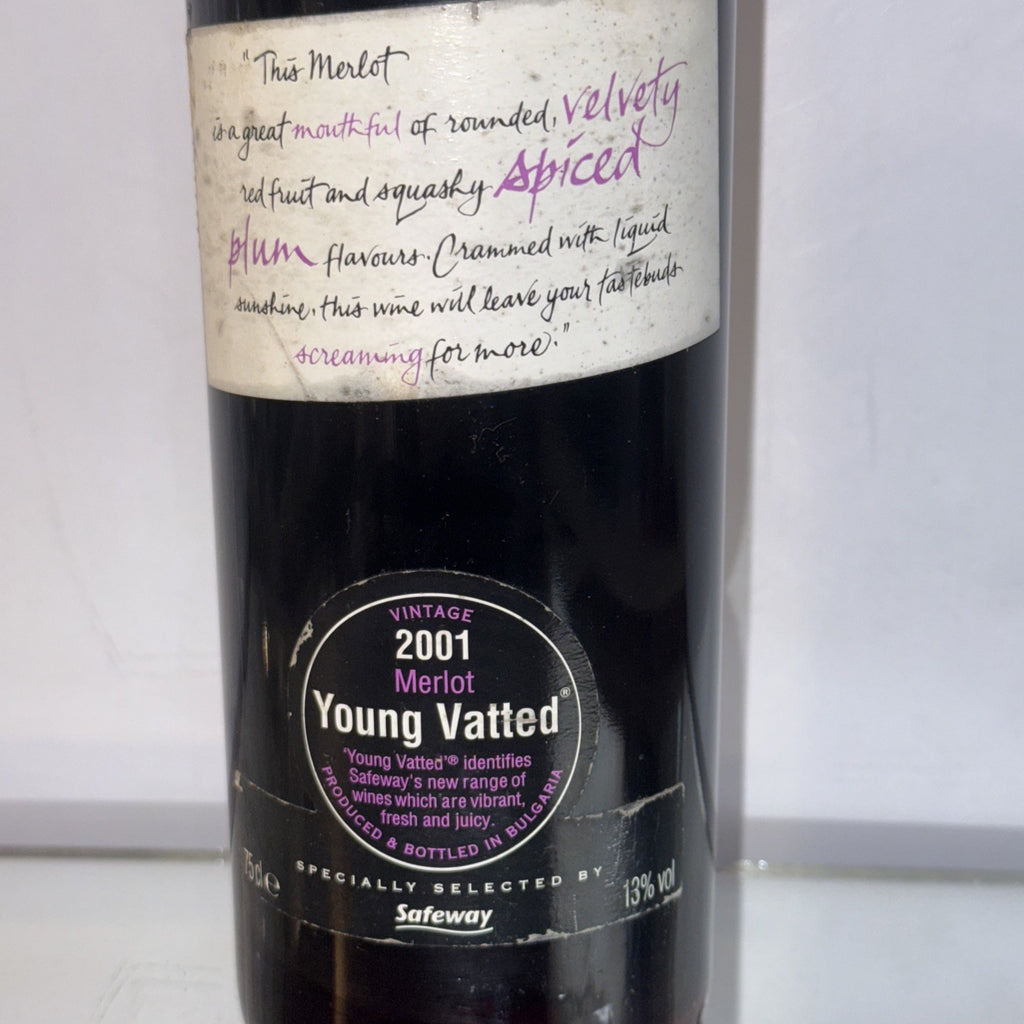 "This Merlot
is a great mouthful of rounded, velvety
red fruit and squashy spiced
plum flavours. Crammed with liquid
sunshine, this wine will leave your tastebuds
screaming for more."
VINTAGE
2001
Merlot
Young Vatted®
'Young Vatted'® identifies
Safeway's new range of
wines which are vibrant,
fresh and juicy.
PRODUCED & BOTTLED IN BULGARIA
75cl e
SPECIALLY SELECTED BY
13% vol
Safeway